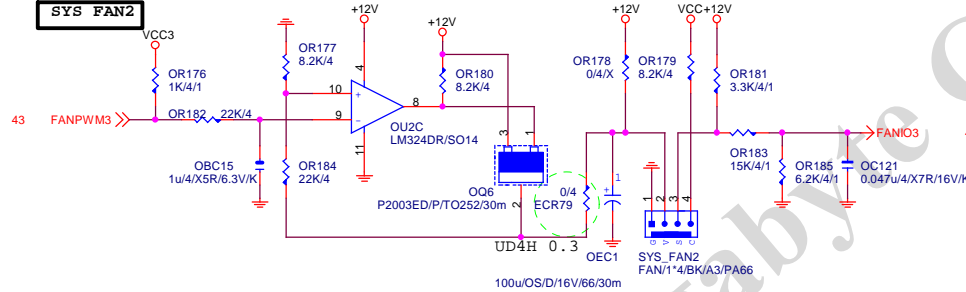 SYS FAN2
VCC3
+12V
+12V
+12V
VCC
+12V
OR176
1K/4/1
OR177
8.2K/4
4
10
+
9
-
8
11
OU2C
LM324DR/SO14
OR180
8.2K/4
OR178
0/4/X
OR179
8.2K/4
OR181
3.3K/4/1
43
FANPWM3
OR182
22K/4
FANIO3
OBC15
1u/4/X5R/6.3V/K
OR184
22K/4
3
1
2
OQ6
P2003ED/P/TO252/30m
0/4
ECR79
UD4H 0.3
+
1
OEC1
100u/OS/D/16V/66/30m
1
2
3
4
G
V
S
C
SYS_FAN2
FAN/1*4/BK/A3/PA66
OR183
15K/4/1
OR185
6.2K/4/1
OC121
0.047u/4/X7R/16V/K
abyte C